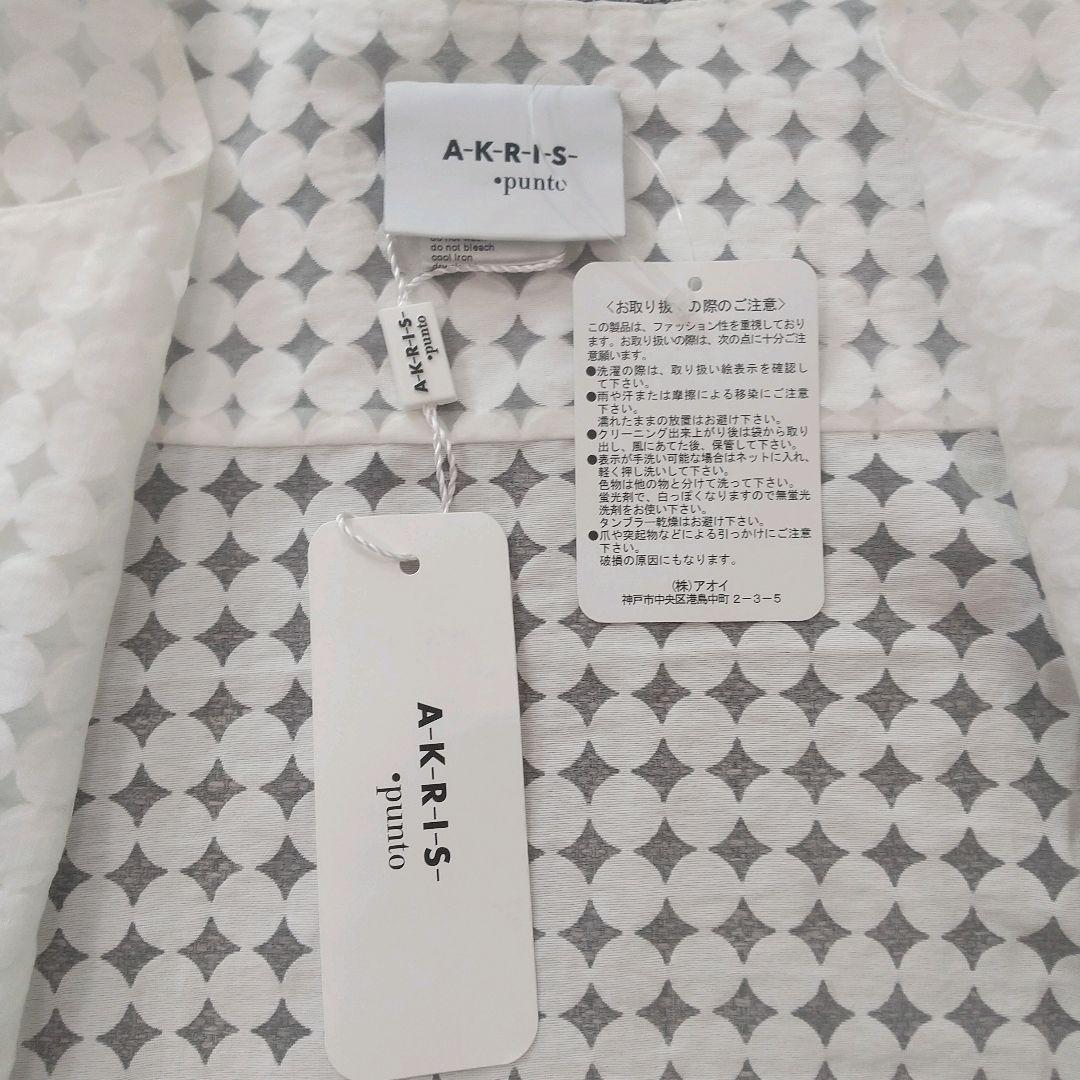 A-K-R-I-S-
•punto
do not bleach
cool iron
A-K-R-I-S-
•punto
〈お取り扱 の際のご注意〉
この製品は、ファッション性を重視しており
ます。お取り扱いの際は、次の点に十分ご注
意願います。
●洗濯の際は、取り扱い絵表示を確認し
て下さい。
●雨や汗または摩擦による移染にご注意
下さい。
濡れたままの放置はお避け下さい。
●クリーニング出来上がり後は袋から取り
出し、風にあてた後、保管して下さい。
●表示が手洗い可能な場合はネットに入れ、
軽く押し洗いして下さい。
色物は他の物と分けて洗って下さい。
蛍光剤で、白っぽくなりますので無蛍光
洗剤をお使い下さい。
タンブラー乾燥はお避け下さい。
●爪や突起物などによる引っかけにご注意
下さい。
破損の原因にもなります。
(株)アオイ
神戸市中央区港島中町2-3-5
A-K-R-I-S-
•punto